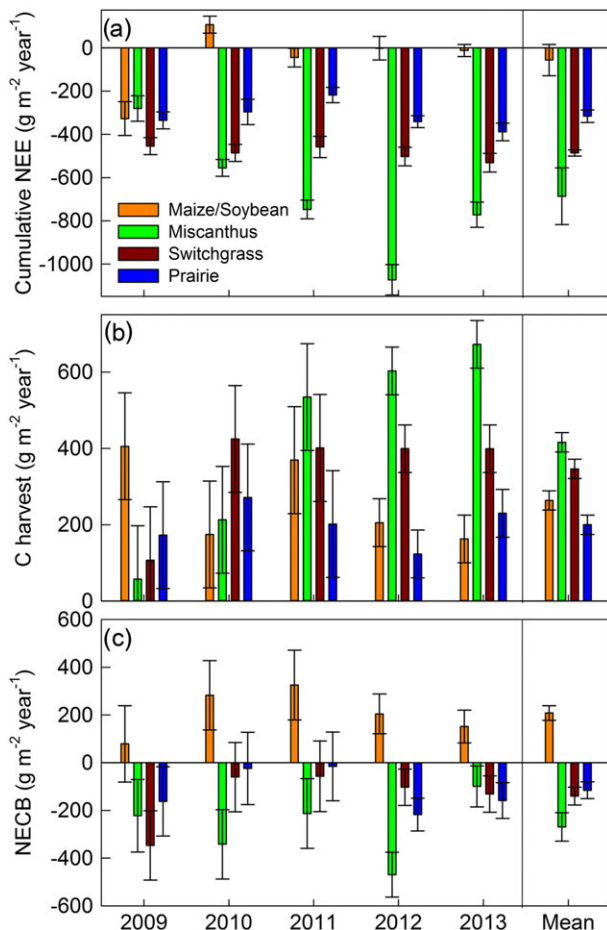 (a)
Cumulative NEE (g m-2 year-1)
0
-200
-400
-600
-800
-1000
Maize/Soybean
Miscanthus
Switchgrass
Prairie
(b)
C harvest (g m-2 year-1)
600
400
200
0
(c)
NECB (g m-2 year-1)
600
400
200
0
-200
-400
-600
2009 2010 2011 2012 2013 Mean